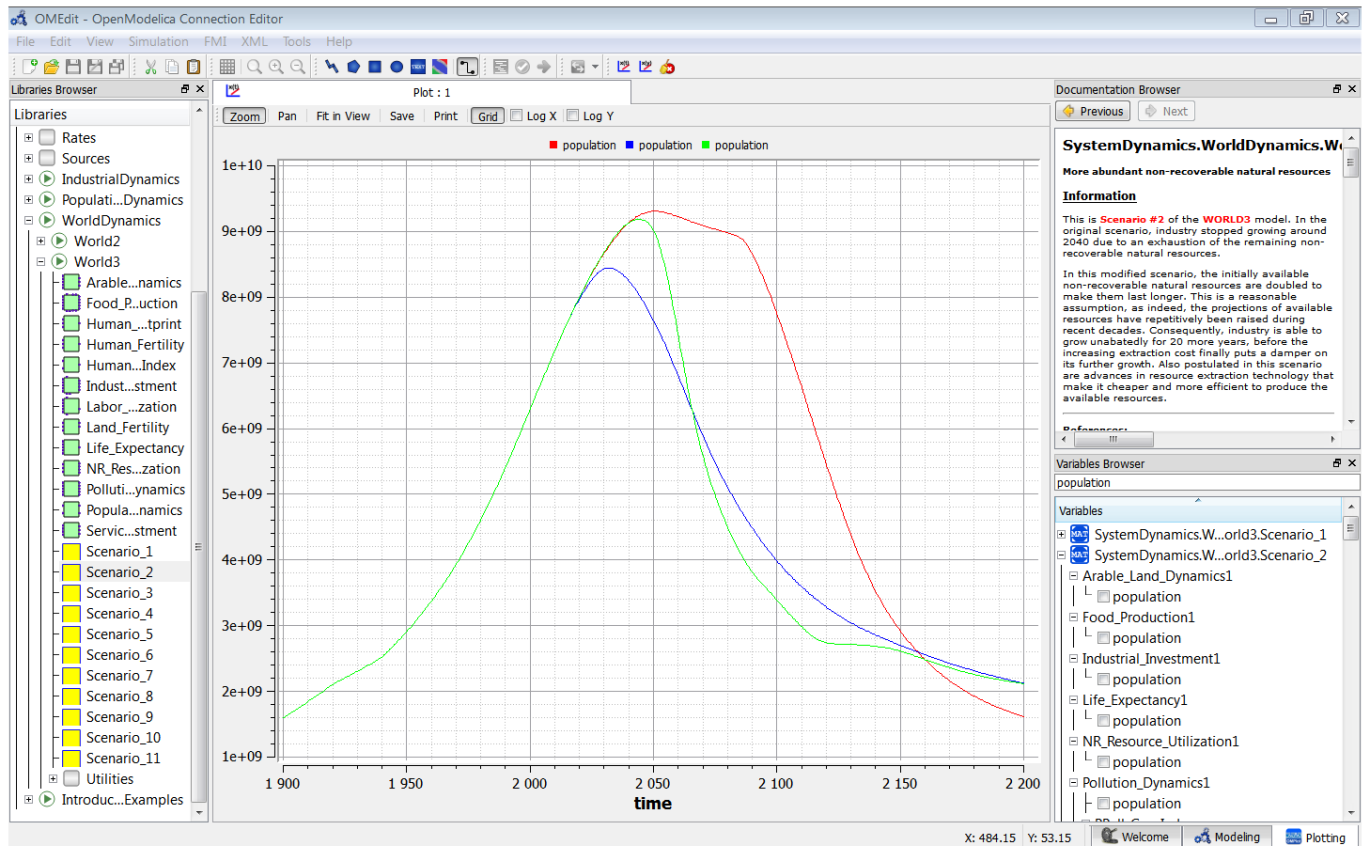 OMEdit - OpenModelica Connection Editor
File Edit View Simulation FMI XML Tools Help
TEXT
Libraries Browser
Libraries
Rates
Sources
IndustrialDynamics
Populati...Dynamics
WorldDynamics
World2
World3
Arable...namics
Food_P...uction
Human_...tprint
Human_Fertility
Human...Index
Indust...stment
Labor_...zation
Land_Fertility
Life_Expectancy
NR_Res...zation
Polluti...ynamics
Popula...namics
Servic...stment
Scenario_1
Scenario_2
Scenario_3
Scenario_4
Scenario_5
Scenario_6
Scenario_7
Scenario_8
Scenario_9
Scenario_10
Scenario_11
Utilities
Introduc...Examples
Plot : 1
Zoom Pan Fit in View Save Print Grid Log X Log Y
population population population
1e+10
9e+09
8e+09
7e+09
6e+09
5e+09
4e+09
3e+09
2e+09
1e+09
1 900 1 950 2 000 2 050 2 100 2 150 2 200
time
Documentation Browser
Previous Next
SystemDynamics.WorldDynamics.W
More abundant non-recoverable natural resources
Information
This is Scenario #2 of the WORLD3 model. In the
original scenario, industry stopped growing around
2040 due to an exhaustion of the remaining non-
recoverable natural resources.
In this modified scenario, the initially available
non-recoverable natural resources are doubled to
make them last longer. This is a reasonable
assumption, as indeed, the projections of available
resources have repetitively been raised during
recent decades. Consequently, industry is able to
grow unabatedly for 20 more years, before the
increasing extraction cost finally puts a damper on
its further growth. Also postulated in this scenario
are advances in resource extraction technology that
make it cheaper and more efficient to produce the
available resources.
References:
Variables Browser
population
Variables
MAT SystemDynamics.W...orld3.Scenario_1
MAT SystemDynamics.W...orld3.Scenario_2
Arable_Land_Dynamics1
population
Food_Production1
population
Industrial_Investment1
population
Life_Expectancy1
population
NR_Resource_Utilization1
population
Pollution_Dynamics1
population
X: 484.15 Y: 53.15 Welcome Modeling Plotting